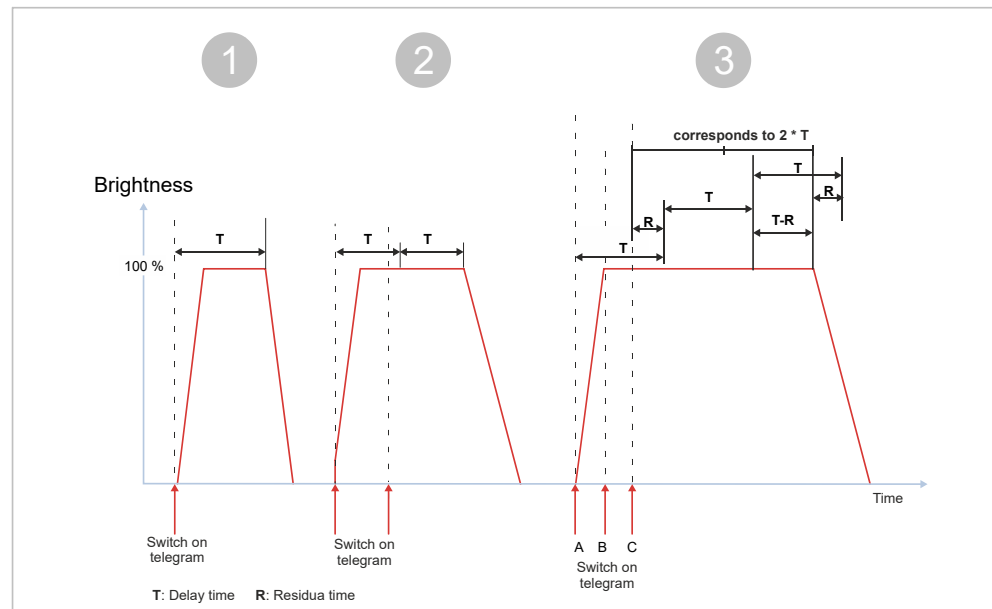 1
2
3
corresponds to 2 * T
T
R
Brightness
T
T-R
T
T
T
R
T
100 %
Time
A
B
C
Switch on
telegram
Switch on
telegram
Switch on
telegram
T: Delay time
R: Residua time